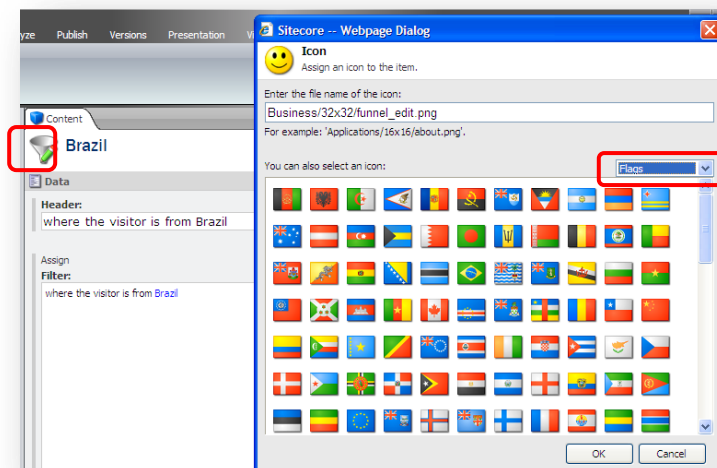 yze Publish Versions Presentation V
Sitecore -- Webpage Dialog
Icon
Assign an icon to the item.
Enter the file name of the icon:
Business/32x32/funnel_edit.png
For example: 'Applications/16x16/about.png'.
You can also select an icon:
Flags
Content
Brazil
Data
Header:
where the visitor is from Brazil
Assign
Filter:
where the visitor is from Brazil
OK Cancel